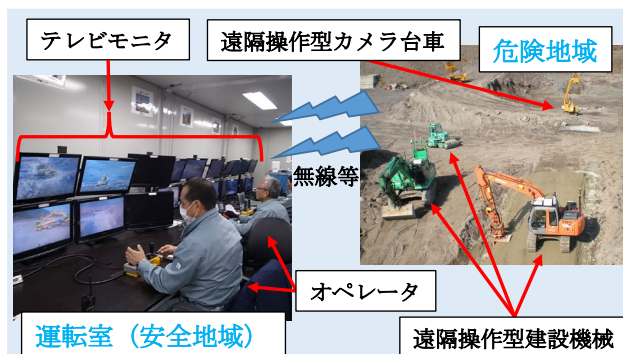 テレビモニタ
遠隔操作型カメラ台車
危険地域
無線等
オペレータ
運転室（安全地域）
遠隔操作型建設機械